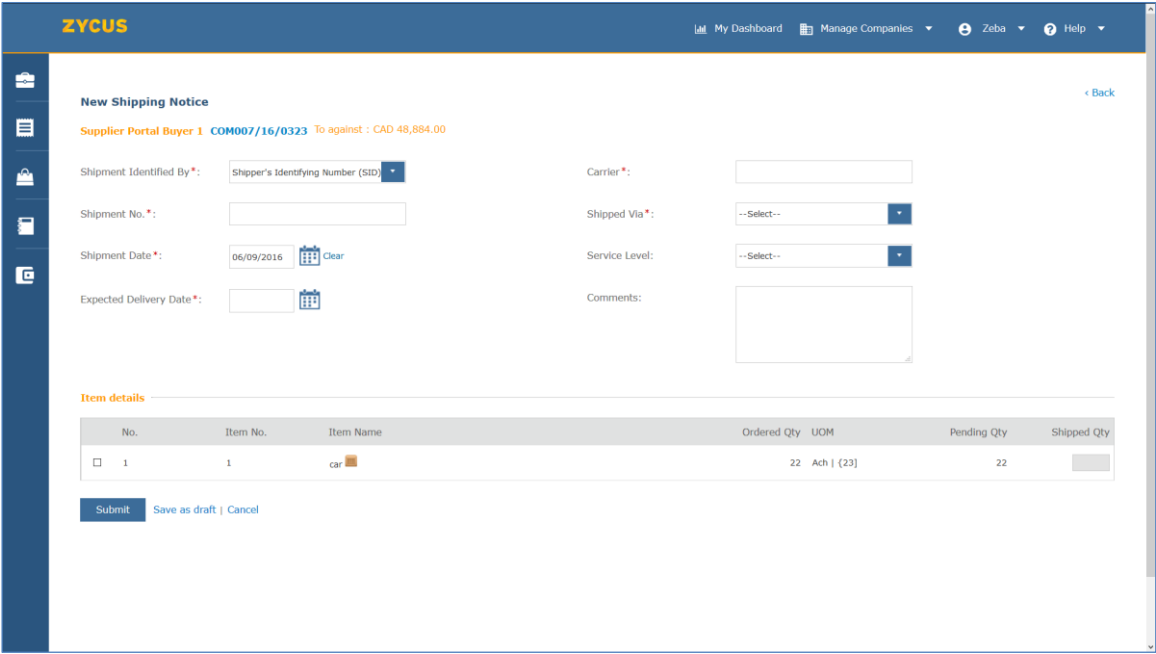 ZYCUS
My Dashboard Manage Companies Zeba Help
‹ Back
New Shipping Notice
Supplier Portal Buyer 1 COM007/16/0323 To against : CAD 48,884.00
Shipment Identified By*: Shipper's Identifying Number (SID) Carrier*:
Shipment No.*: Shipped Via*: --Select--
Shipment Date*: 06/09/2016 Clear Service Level: --Select--
Expected Delivery Date*: Comments:
Item details
No. Item No. Item Name Ordered Qty UOM Pending Qty Shipped Qty
1 1 car 22 Ach | {23] 22
Submit Save as draft | Cancel